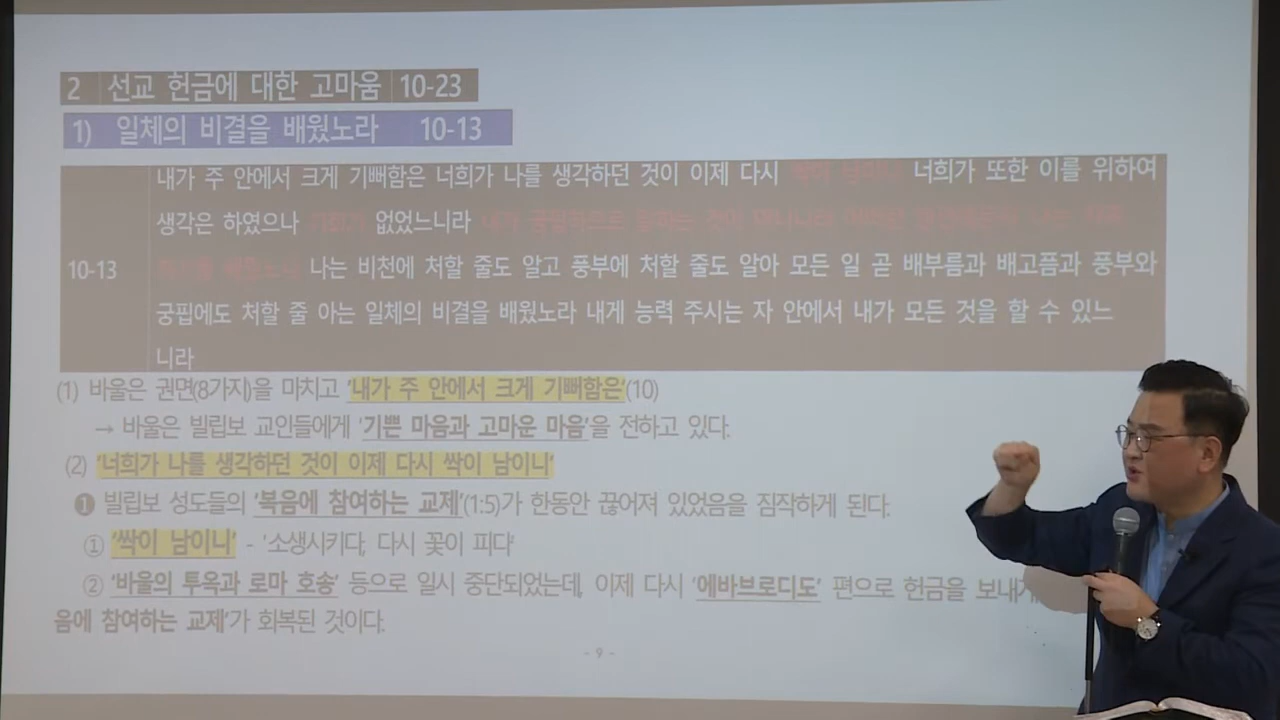 2 선교 헌금에 대한 고마움 10-23
1) 일체의 비결을 배웠노라 10-13
내가 주 안에서 크게 기뻐함은 너희가 나를 생각하던 것이 이제 다시 너희가 또한 이를 위하여
생각은 하였으나 기회가 없었느니라
10-13 나는 비천에 처할 줄도 알고 풍부에 처할 줄도 알아 모든 일 곧 배부름과 배고픔과 풍부와
궁핍에도 처할 줄 아는 일체의 비결을 배웠노라 내게 능력 주시는 자 안에서 내가 모든 것을 할 수 있느
니라
(1) 바울은 권면(8가지)을 마치고 '내가 주 안에서 크게 기뻐함은'(10)
→ 바울은 빌립보 교인들에게 '기쁜 마음과 고마운 마음'을 전하고 있다.
(2) '너희가 나를 생각하던 것이 이제 다시 싹이 남이니'
❶ 빌립보 성도들의 '복음에 참여하는 교제'(1:5)가 한동안 끊어져 있었음을 짐작하게 된다.
① '싹이 남이니' - '소생시키다, 다시 꽃이 피다'
② '바울의 투옥과 로마 호송' 등으로 일시 중단되었는데, 이제 다시 '에바브로디도' 편으로 헌금을 보내
음에 참여하는 교제'가 회복된 것이다.
- 9 -